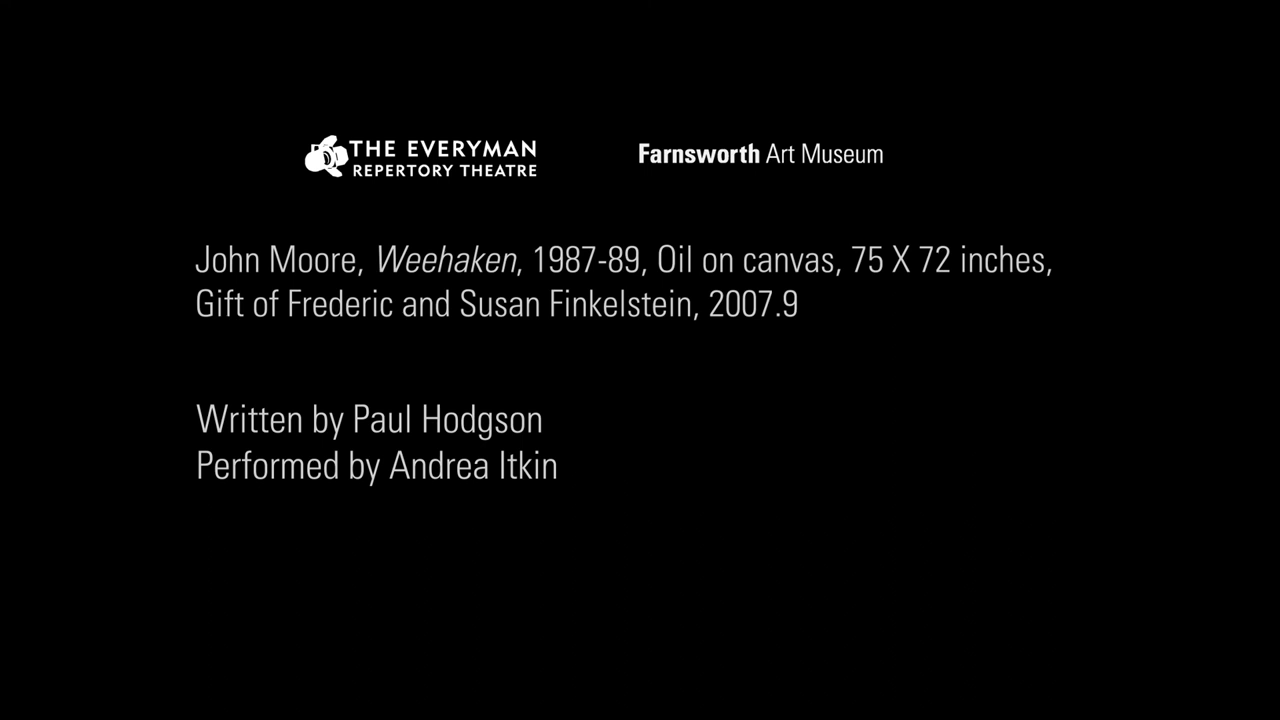 THE EVERYMAN
REPERTORY THEATRE
Farnsworth Art Museum
John Moore, Weehaken, 1987-89, Oil on canvas, 75 X 72 inches,
Gift of Frederic and Susan Finkelstein, 2007.9
Written by Paul Hodgson
Performed by Andrea Itkin